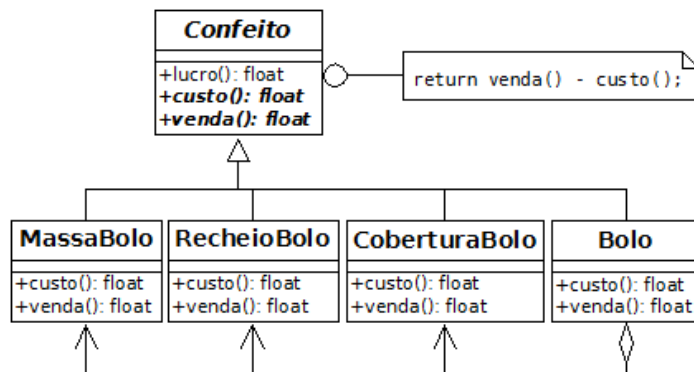 Confeito
+lucro(): float
+custo(): float
+venda(): float
return venda() - custo();
MassaBolo
+custo(): float
+venda(): float
RecheioBolo
+custo(): float
+venda(): float
CoberturaBolo
+custo(): float
+venda(): float
Bolo
+custo(): float
+venda(): float